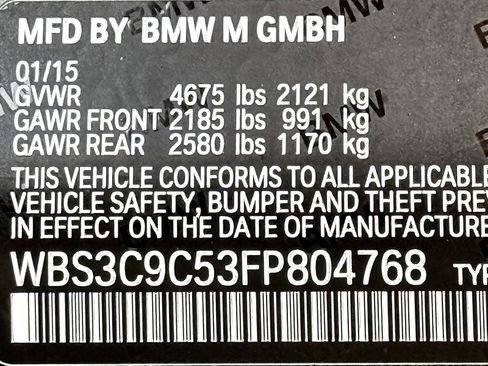 MFD BY BMW M GMBH
01/15
GVWR 4675 lbs 2121 kg
GAWR FRONT 2185 lbs 991 kg
GAWR REAR 2580 lbs 1170 kg
THIS VEHICLE CONFORMS TO ALL APPLICABLE
VEHICLE SAFETY, BUMPER AND THEFT PREV
IN EFFECT ON THE DATE OF MANUFACTURE
WBS3C9C53FP804768 TYP